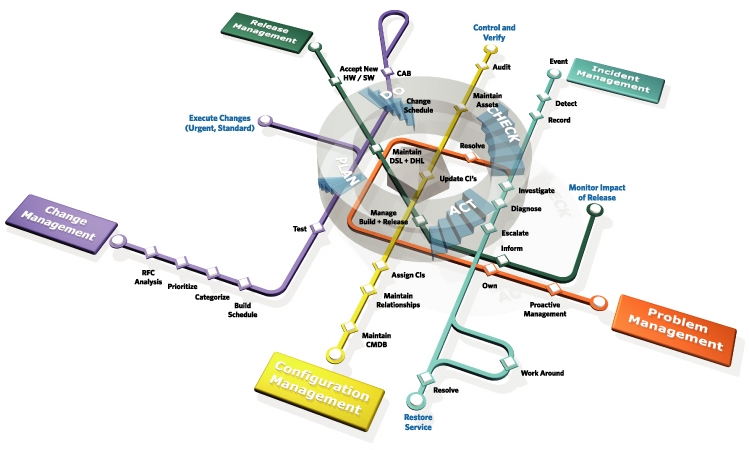 Release
Management
Accept New
HW / SW
CAB
Control and
Verify
Audit
Event
Incident
Management
Detect
Record
DO
Change
Schedule
Maintain
Assets
CHECK
Execute Changes
(Urgent, Standard)
Resolve
Maintain
DSL + DHL
PLAN
Update CI's
Investigate
Monitor Impact
of Release
Diagnose
ACT
Manage
Build + Release
Escalate
Change
Management
Test
Inform
RFC
Analysis
Prioritize
Categorize
Build
Schedule
Assign CIs
Own
Maintain
Relationships
Proactive
Management
Problem
Management
Maintain
CMDB
Configuration
Management
Work Around
Resolve
Restore
Service